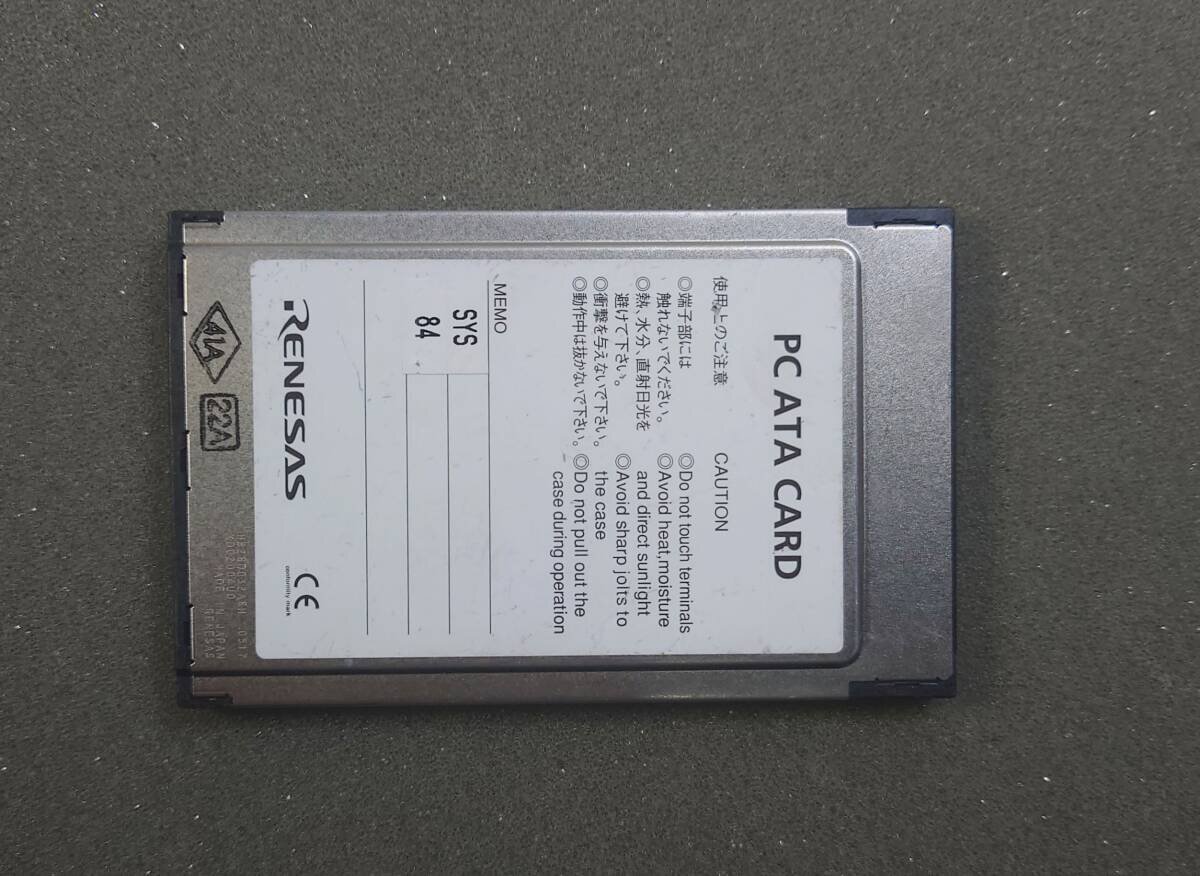 PC ATA CARD
使用上のご注意
◎端子部には
触れないでください。
◎熱、水分、直射日光を
避けて下さい。
◎衝撃を与えないで下さい。
◎動作中は抜かないで下さい。
CAUTION
◎Do not touch terminals
◎Avoid heat,moisture
and direct sunlight
◎Avoid sharp jolts to
the case
◎Do not pull out the
case during operation
MEMO
SYS
84
RENESAS
CE
conformity mark
41A
22A
MADE IN JAPAN
RENESAS